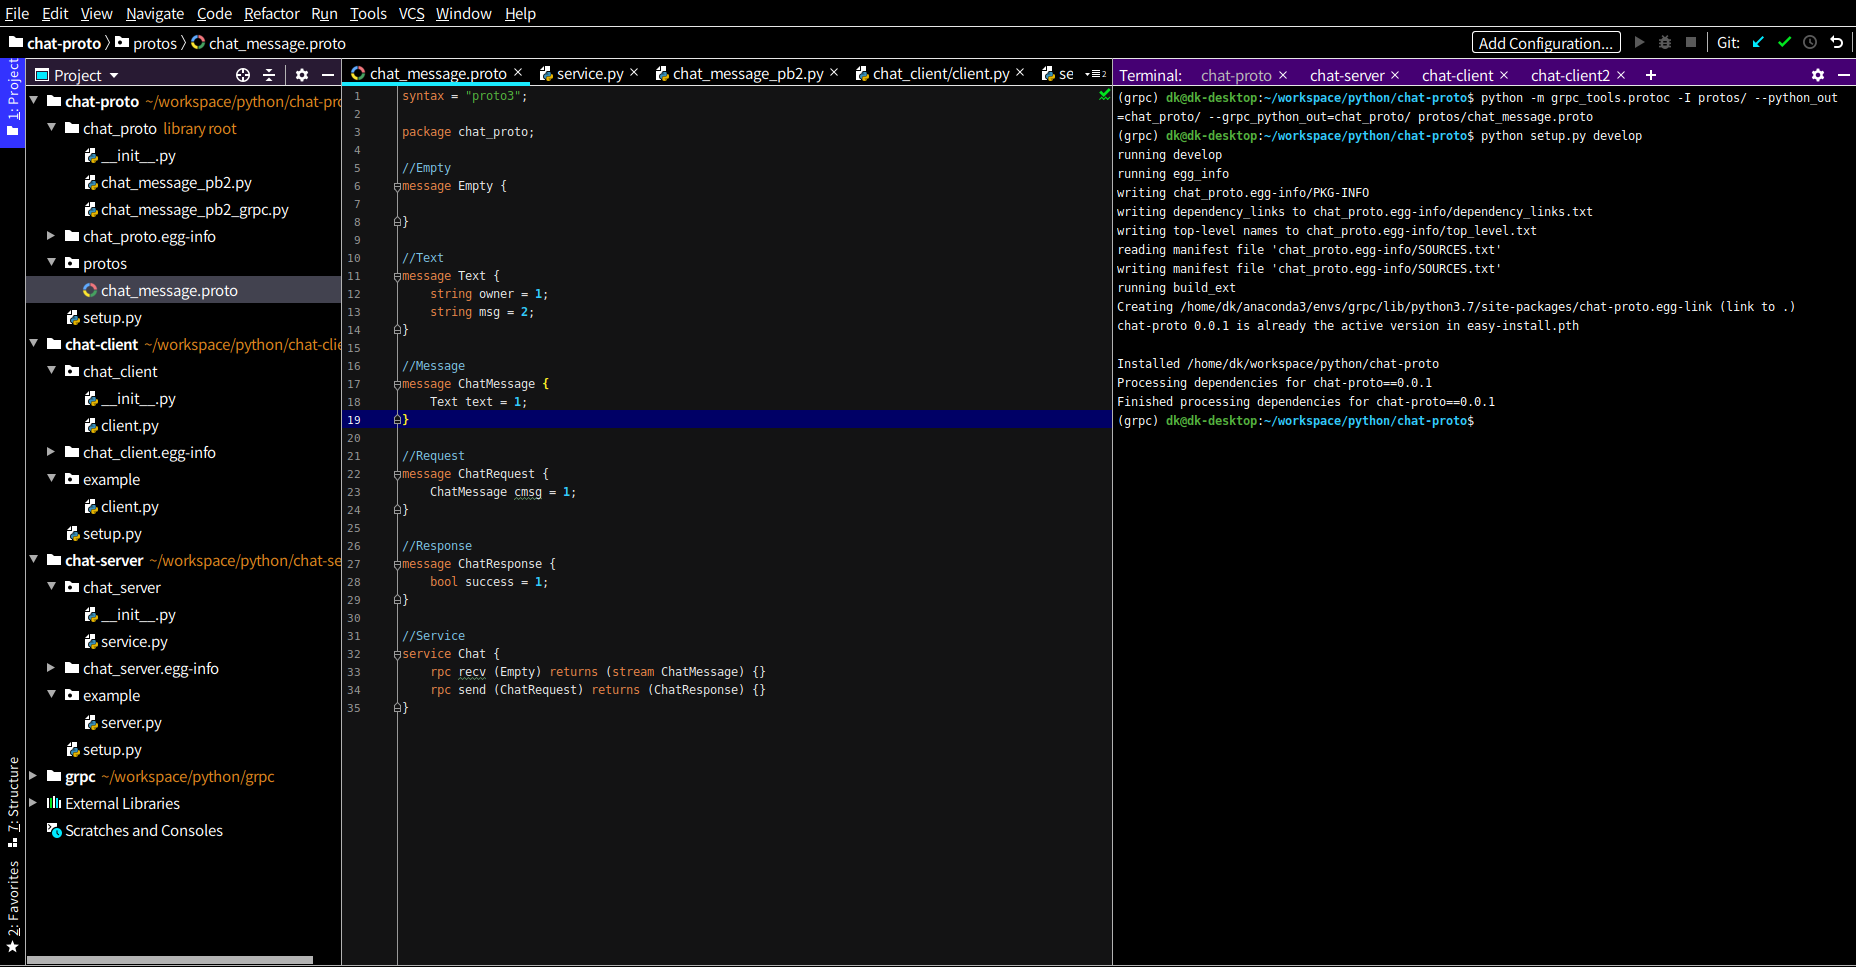 File Edit View Navigate Code Refactor Run Tools VCS Window Help
chat-proto protos chat_message.proto
Add Configuration... Git:
1: Project
7: Structure
2: Favorites
Project
chat-proto ~/workspace/python/chat-pro
chat_proto library root
__init__.py
chat_message_pb2.py
chat_message_pb2_grpc.py
chat_proto.egg-info
protos
chat_message.proto
setup.py
chat-client ~/workspace/python/chat-clie
chat_client
__init__.py
client.py
chat_client.egg-info
example
client.py
setup.py
chat-server ~/workspace/python/chat-se
chat_server
__init__.py
service.py
chat_server.egg-info
example
server.py
setup.py
grpc ~/workspace/python/grpc
External Libraries
Scratches and Consoles
chat_message.proto service.py chat_message_pb2.py chat_client/client.py se 2
1 syntax = "proto3";
2
3 package chat_proto;
4
5 //Empty
6 message Empty {
7
8 }
9
10 //Text
11 message Text {
12 string owner = 1;
13 string msg = 2;
14 }
15
16 //Message
17 message ChatMessage {
18 Text text = 1;
19 }
20
21 //Request
22 message ChatRequest {
23 ChatMessage cmsg = 1;
24 }
25
26 //Response
27 message ChatResponse {
28 bool success = 1;
29 }
30
31 //Service
32 service Chat {
33 rpc recv (Empty) returns (stream ChatMessage) {}
34 rpc send (ChatRequest) returns (ChatResponse) {}
35 }
Terminal: chat-proto chat-server chat-client chat-client2
(grpc) dk@dk-desktop:~/workspace/python/chat-proto$ python -m grpc_tools.protoc -I protos/ --python_out
=chat_proto/ --grpc_python_out=chat_proto/ protos/chat_message.proto
(grpc) dk@dk-desktop:~/workspace/python/chat-proto$ python setup.py develop
running develop
running egg_info
writing chat_proto.egg-info/PKG-INFO
writing dependency_links to chat_proto.egg-info/dependency_links.txt
writing top-level names to chat_proto.egg-info/top_level.txt
reading manifest file 'chat_proto.egg-info/SOURCES.txt'
writing manifest file 'chat_proto.egg-info/SOURCES.txt'
running build_ext
Creating /home/dk/anaconda3/envs/grpc/lib/python3.7/site-packages/chat-proto.egg-link (link to .)
chat-proto 0.0.1 is already the active version in easy-install.pth
Installed /home/dk/workspace/python/chat-proto
Processing dependencies for chat-proto==0.0.1
Finished processing dependencies for chat-proto==0.0.1
(grpc) dk@dk-desktop:~/workspace/python/chat-proto$